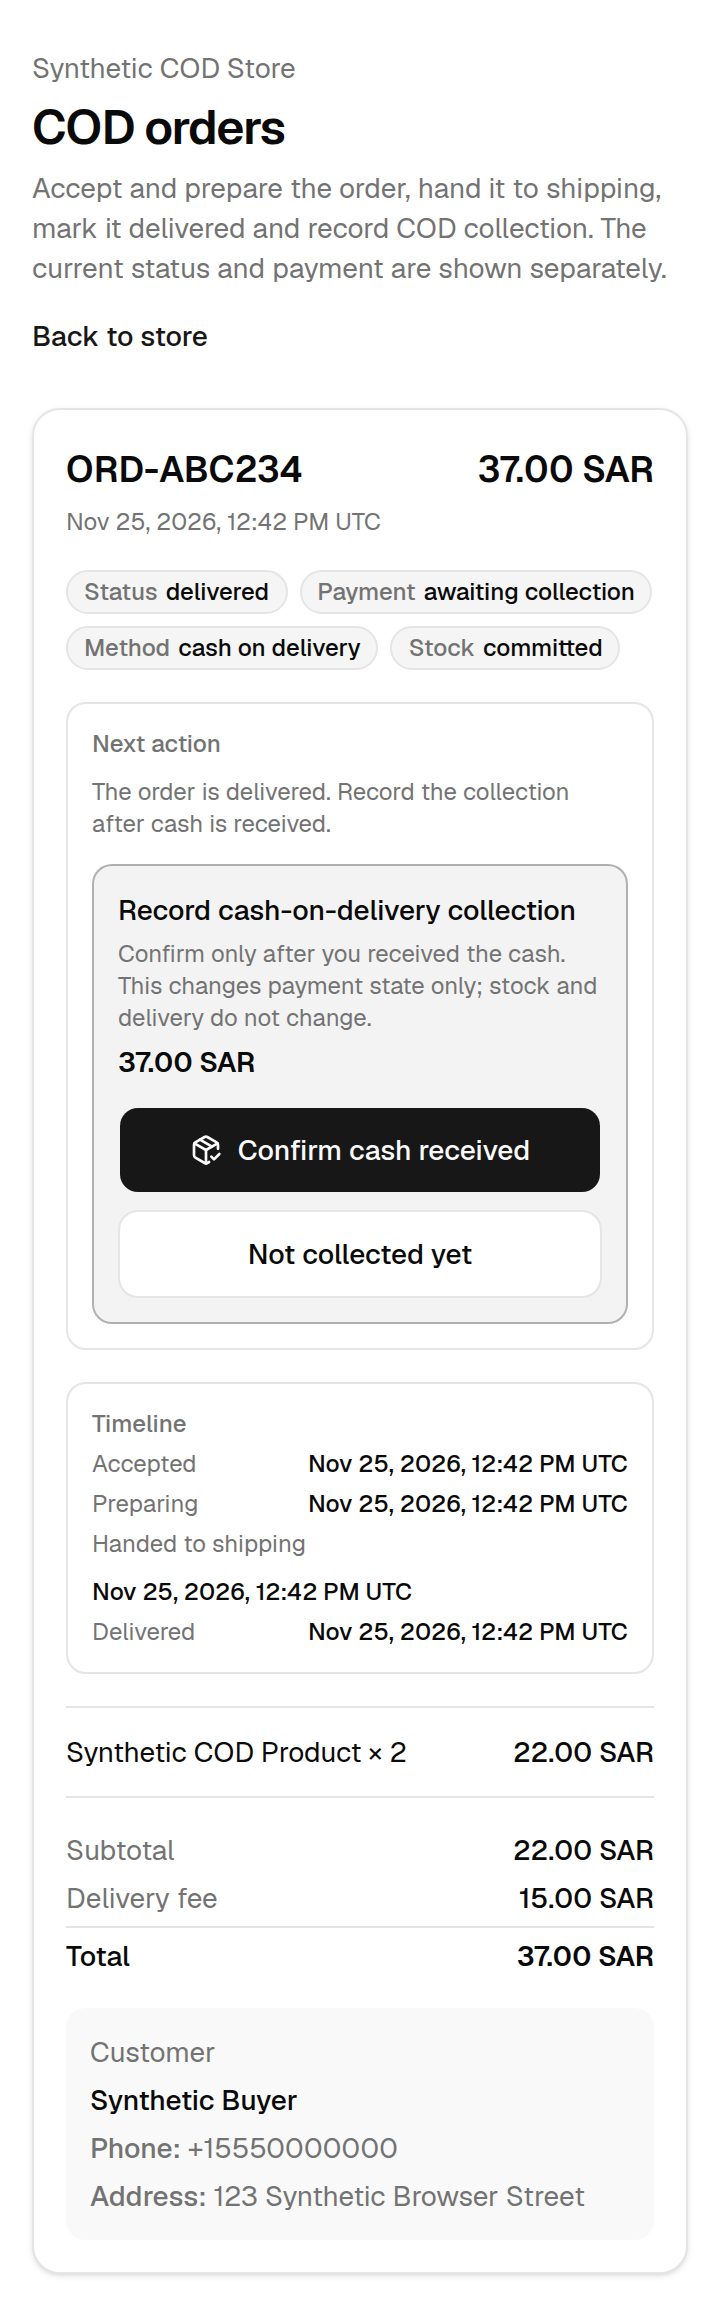 Synthetic COD Store
COD orders
Accept and prepare the order, hand it to shipping,
mark it delivered and record COD collection. The
current status and payment are shown separately.
Back to store
ORD-ABC234 37.00 SAR
Nov 25, 2026, 12:42 PM UTC
Status delivered Payment awaiting collection
Method cash on delivery Stock committed
Next action
The order is delivered. Record the collection
after cash is received.
Record cash-on-delivery collection
Confirm only after you received the cash.
This changes payment state only; stock and
delivery do not change.
37.00 SAR
Confirm cash received
Not collected yet
Timeline
Accepted Nov 25, 2026, 12:42 PM UTC
Preparing Nov 25, 2026, 12:42 PM UTC
Handed to shipping
Nov 25, 2026, 12:42 PM UTC
Delivered Nov 25, 2026, 12:42 PM UTC
Synthetic COD Product × 2 22.00 SAR
Subtotal 22.00 SAR
Delivery fee 15.00 SAR
Total 37.00 SAR
Customer
Synthetic Buyer
Phone: +15550000000
Address: 123 Synthetic Browser Street